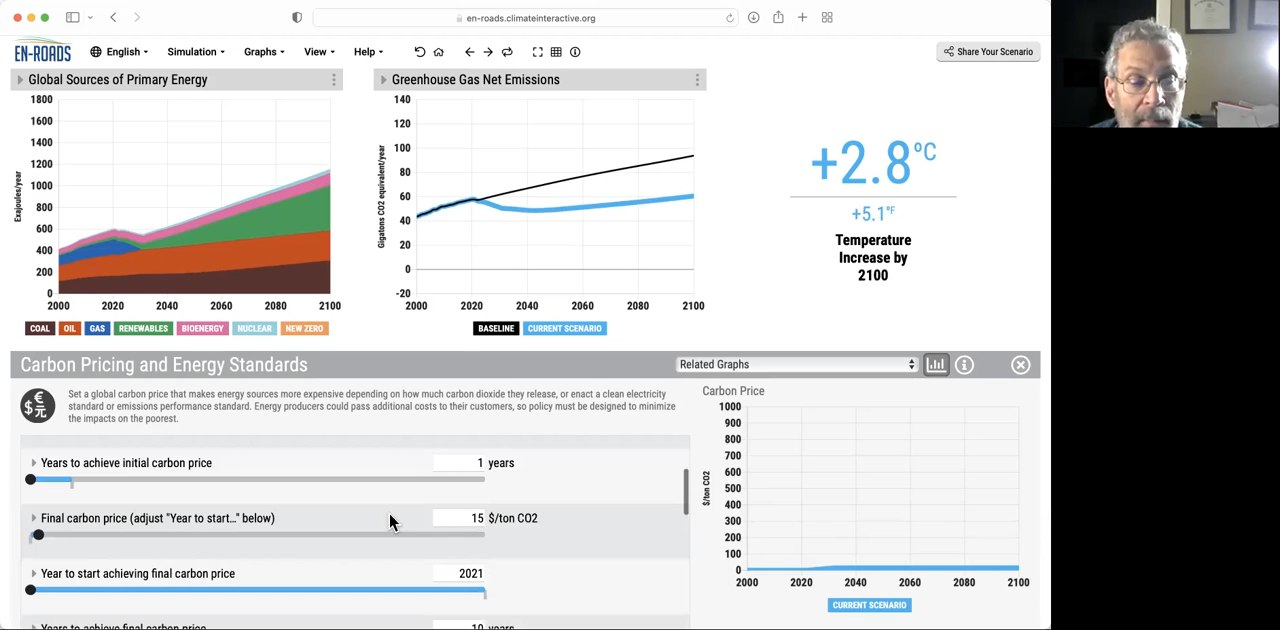 en-roads.climateinteractive.org
EN-ROADS
English
Simulation
Graphs
View
Help
Share Your Scenario
Global Sources of Primary Energy
1800
1600
1400
1200
1000
800
600
400
200
0
Exajoules/year
2000 2020 2040 2060 2080 2100
COAL OIL GAS RENEWABLES BIOENERGY NUCLEAR NEW ZERO
Greenhouse Gas Net Emissions
140
120
100
80
60
40
20
0
-20
Gigatons CO2 equivalent/year
2000 2020 2040 2060 2080 2100
BASELINE CURRENT SCENARIO
+2.8°C
+5.1°F
Temperature
Increase by
2100
Carbon Pricing and Energy Standards
Related Graphs
Set a global carbon price that makes energy sources more expensive depending on how much carbon dioxide they release, or enact a clean electricity
standard or emissions performance standard. Energy producers could pass additional costs to their customers, so policy must be designed to minimize
the impacts on the poorest.
Years to achieve initial carbon price 1 years
Final carbon price (adjust "Year to start..." below) 15 $/ton CO2
Year to start achieving final carbon price 2021
Years to achieve final carbon price 10 years
Carbon Price
1000
900
800
700
600
500
400
300
200
100
0
$/ton CO2
2000 2020 2040 2060 2080 2100
CURRENT SCENARIO